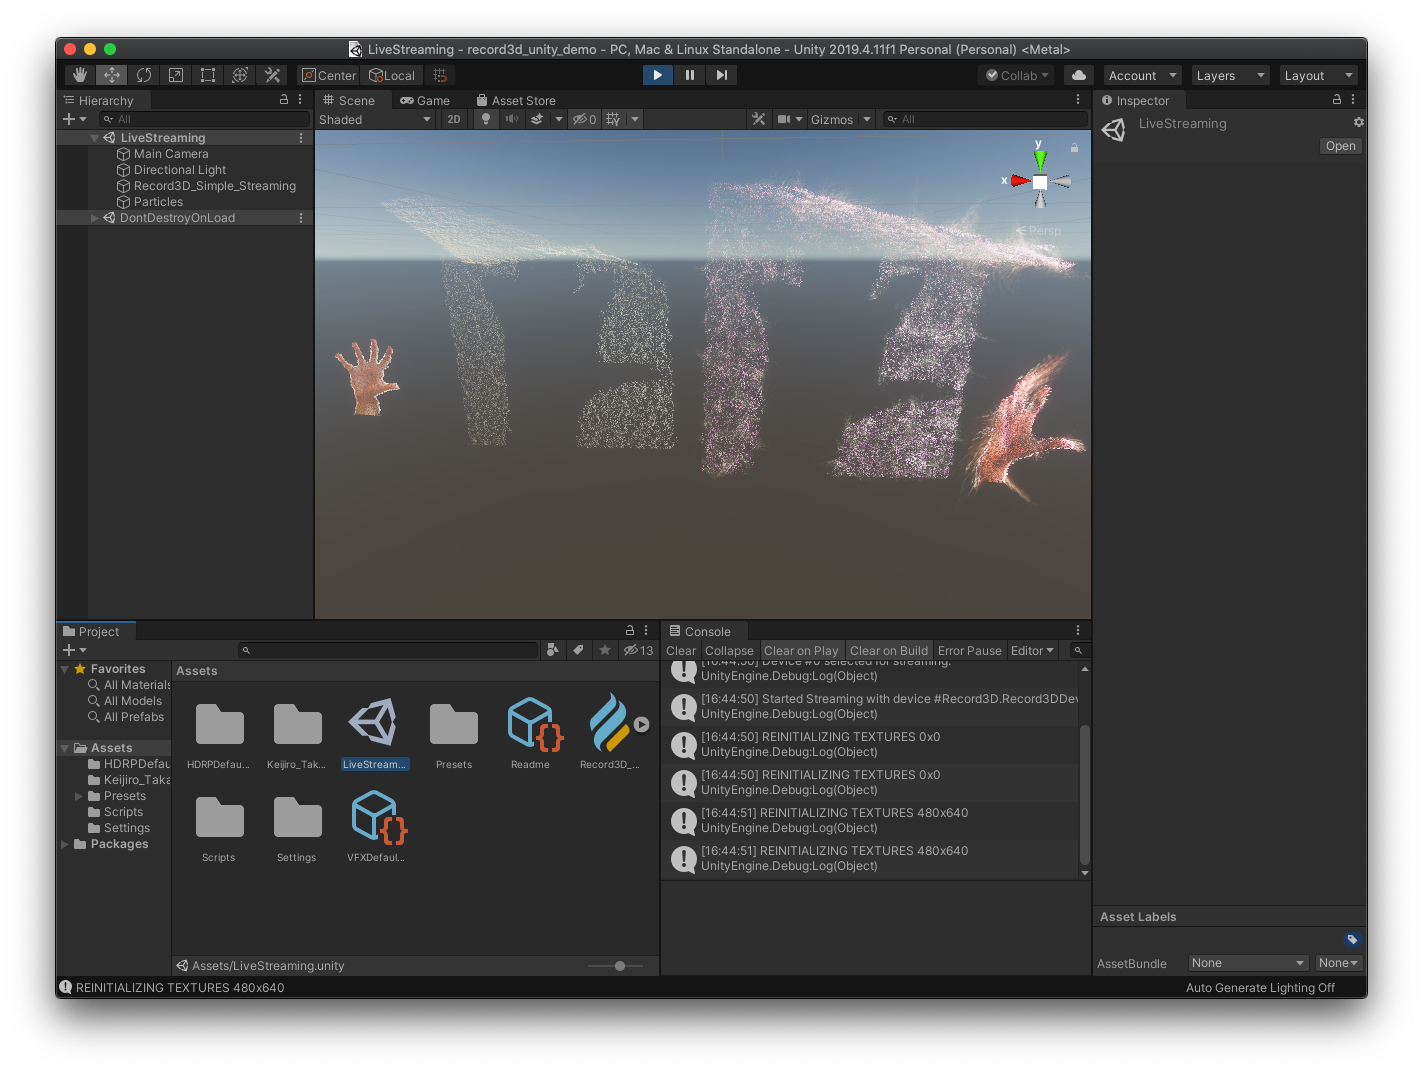 LiveStreaming - record3d_unity_demo - PC, Mac & Linux Standalone - Unity 2019.4.11f1 Personal (Personal) <Metal>
Center Local Collab Account Layers Layout
Hierarchy
All
LiveStreaming
Main Camera
Directional Light
Record3D_Simple_Streaming
Particles
DontDestroyOnLoad
Scene Game Asset Store
Shaded 2D 0 Gizmos All
y
x
Persp
Inspector
LiveStreaming
Open
Project
13
Favorites
All Materials
All Models
All Prefabs
Assets
HDRPDefau
Keijiro_Taka
Presets
Scripts
Settings
Packages
Assets
HDRPDefau... Keijiro_Tak... LiveStream... Presets Readme Record3D_...
Scripts Settings VFXDefaul...
Assets/LiveStreaming.unity
Console
Clear Collapse Clear on Play Clear on Build Error Pause Editor
[16:44:50] Device #0 selected for streaming.
UnityEngine.Debug:Log(Object)
[16:44:50] Started Streaming with device #Record3D.Record3DDev
UnityEngine.Debug:Log(Object)
[16:44:50] REINITIALIZING TEXTURES 0x0
UnityEngine.Debug:Log(Object)
[16:44:50] REINITIALIZING TEXTURES 0x0
UnityEngine.Debug:Log(Object)
[16:44:51] REINITIALIZING TEXTURES 480x640
UnityEngine.Debug:Log(Object)
[16:44:51] REINITIALIZING TEXTURES 480x640
UnityEngine.Debug:Log(Object)
Asset Labels
AssetBundle None None
REINITIALIZING TEXTURES 480x640
Auto Generate Lighting Off